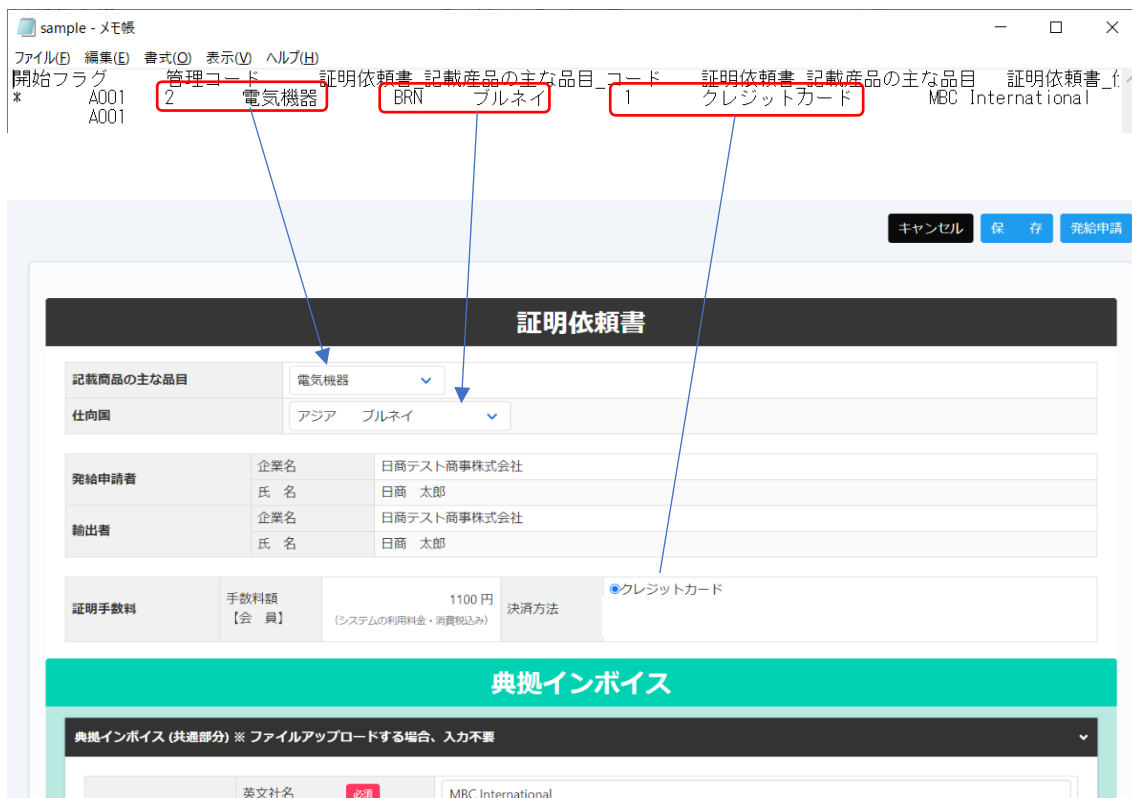 sample - メモ帳
ファイル(F) 編集(E) 書式(O) 表示(V) ヘルプ(H)
開始フラグ 管理コード 証明依頼書_記載産品の主な品目_コード 証明依頼書_記載産品の主な品目 証明依頼書_
* A001 2 電気機器 BRN ブルネイ 1 クレジットカード MBC International
A001
キャンセル 保 存 発給申請
証明依頼書
記載商品の主な品目 電気機器
仕向国 アジア ブルネイ
発給申請者 企業名 日商テスト商事株式会社
氏 名 日商 太郎
輸出者 企業名 日商テスト商事株式会社
氏 名 日商 太郎
証明手数料 手数料額 【会 員】 1100 円 (システムの利用料金・消費税込み) 決済方法 クレジットカード
典拠インボイス
典拠インボイス (共通部分) ※ ファイルアップロードする場合、入力不要
英文社名 必須 MBC International